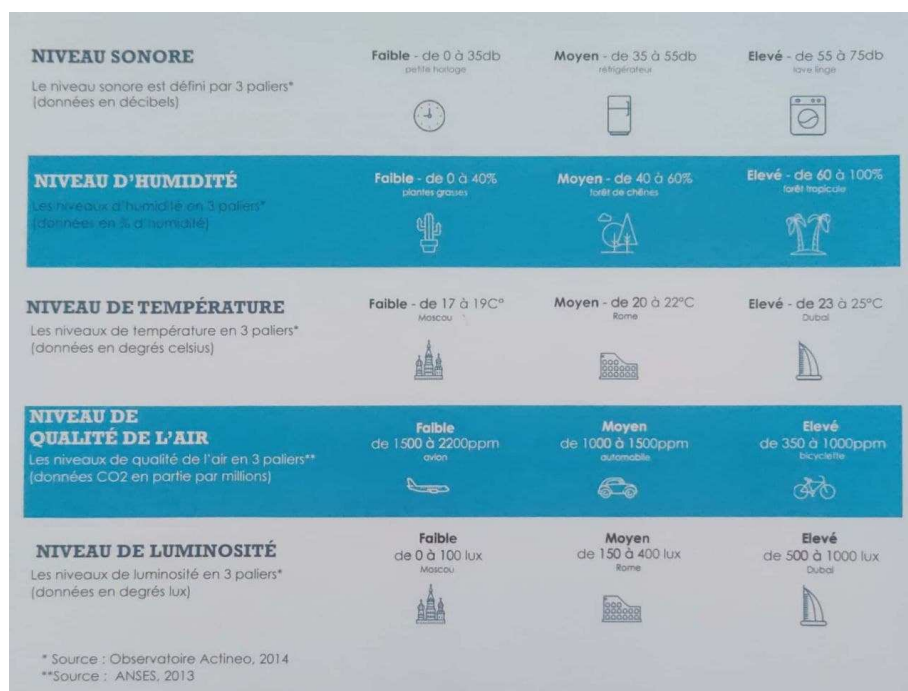 NIVEAU SONORE
Le niveau sonore est défini par 3 paliers*
(données en décibels)
Faible - de 0 à 35db
petite horloge
Moyen - de 35 à 55db
réfrigérateur
Elevé - de 55 à 75db
lave linge
NIVEAU D'HUMIDITÉ
Les niveaux d'humidité en 3 paliers*
(données en % d'humidité)
Faible - de 0 à 40%
plantes grasses
Moyen - de 40 à 60%
forêt de chênes
Elevé - de 60 à 100%
forêt tropicale
NIVEAU DE TEMPÉRATURE
Les niveaux de température en 3 paliers*
(données en degrés celsius)
Faible - de 17 à 19C°
Moscou
Moyen - de 20 à 22°C
Rome
Elevé - de 23 à 25°C
Dubaï
NIVEAU DE
QUALITÉ DE L'AIR
Les niveaux de qualité de l'air en 3 paliers**
(données CO2 en partie par millions)
Faible
de 1500 à 2200ppm
avion
Moyen
de 1000 à 1500ppm
automobile
Elevé
de 350 à 1000ppm
bicyclette
NIVEAU DE LUMINOSITÉ
Les niveaux de luminosité en 3 paliers*
(données en degrés lux)
Faible
de 0 à 100 lux
Moscou
Moyen
de 150 à 400 lux
Rome
Elevé
de 500 à 1000 lux
Dubaï
* Source : Observatoire Actineo, 2014
**Source : ANSES, 2013